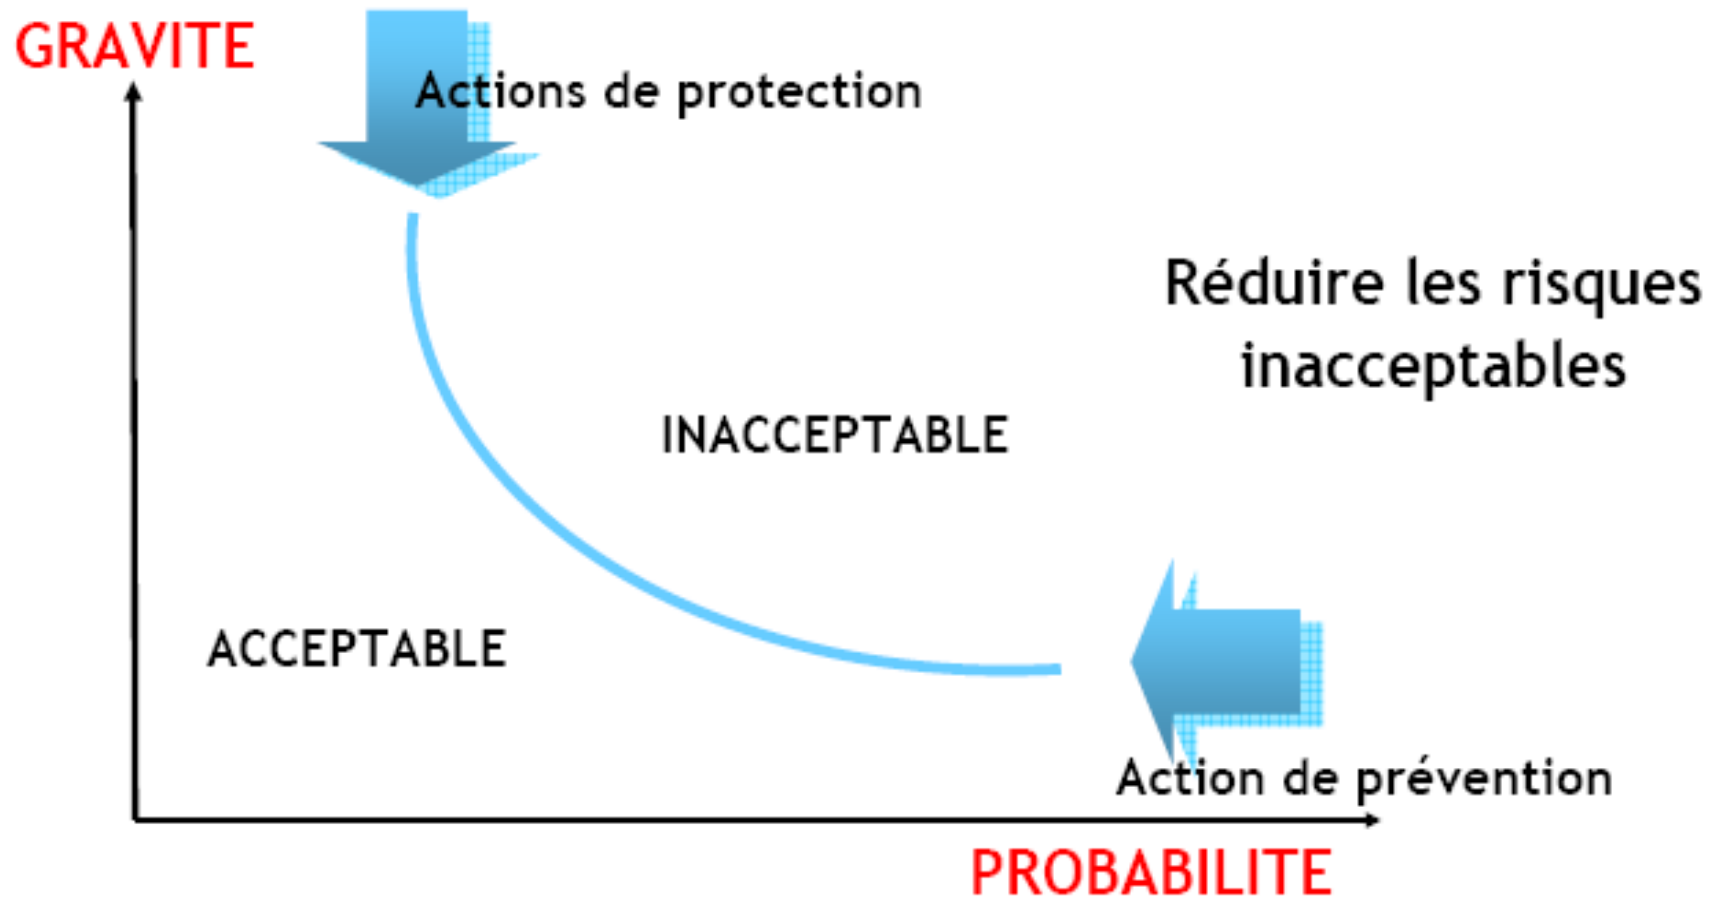 GRAVITE
Actions de protection
Réduire les risques
inacceptables
INACCEPTABLE
ACCEPTABLE
Action de prévention
PROBABILITE